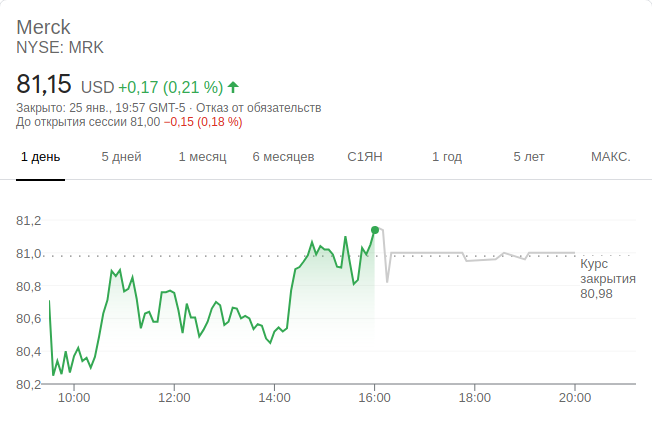 Merck
NYSE: MRK
81,15 USD +0,17 (0,21 %)
Закрыто: 25 янв., 19:57 GMT-5 · Отказ от обязательств
До открытия сессии 81,00 −0,15 (0,18 %)
1 день 5 дней 1 месяц 6 месяцев С1ЯН 1 год 5 лет МАКС.
81,2
81,0
80,8
80,6
80,4
80,2
Курс
закрытия
80,98
10:00 12:00 14:00 16:00 18:00 20:00